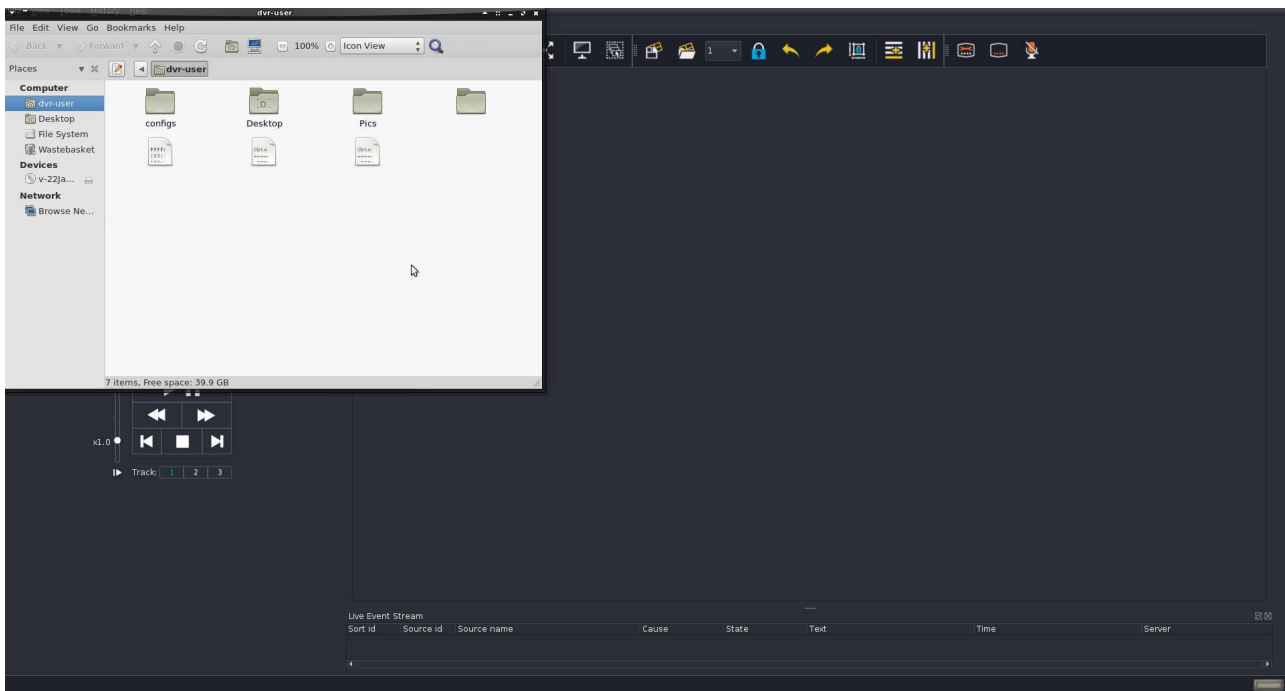 dvr-user
File Edit View Go Bookmarks Help
Back Forward 100% Icon View
Places dvr-user
Computer
dvr-user
Desktop
File System
Wastebasket
Devices
v-22Ja...
Network
Browse Ne...
configs Desktop Pics
7 items, Free space: 39.9 GB
1
x1.0
Track: 1 2 3
Live Event Stream
Sort id Source id Source name Cause State Text Time Server